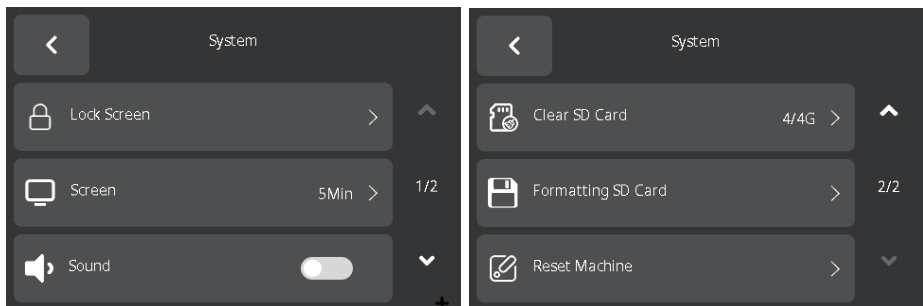 System
Lock Screen
Screen 5Min
1/2
Sound
System
Clear SD Card 4/4G
Formatting SD Card
2/2
Reset Machine